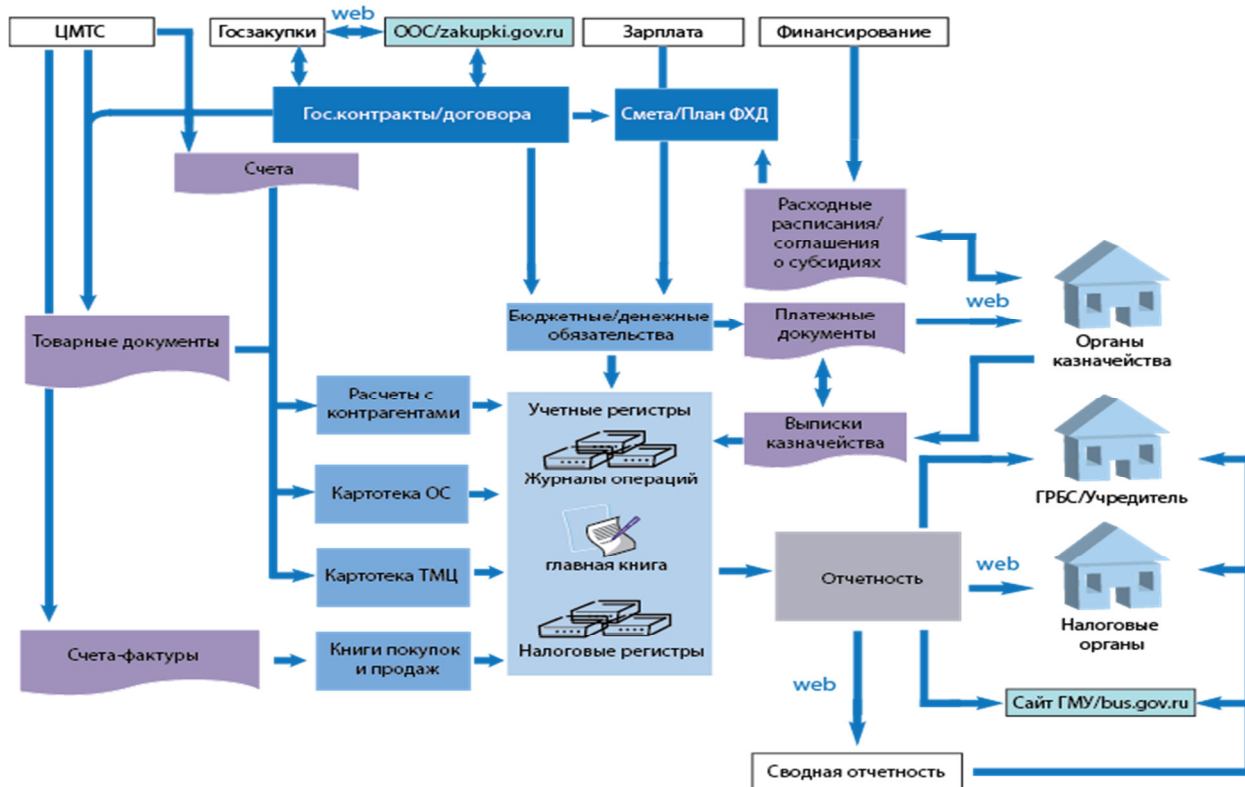 web
ЦМТС
Госзакупки
ООС/zakupki.gov.ru
Зарплата
Финансирование
Гос.контракты/договора
Смета/План ФХД
Счета
Расходные
расписания/
соглашения
о субсидиях
web
Товарные документы
Бюджетные/денежные
обязательства
Платежные
документы
Органы
казначейства
Расчеты с
контрагентами
Учетные регистры
Выписки
казначейства
Журналы операций
Картотека ОС
ГРБС/Учредитель
главная книга
Картотека ТМЦ
Отчетность
web
Налоговые
органы
Счета-фактуры
Книги покупок
и продаж
Налоговые регистры
web
Сайт ГМУ/bus.gov.ru
Сводная отчетность